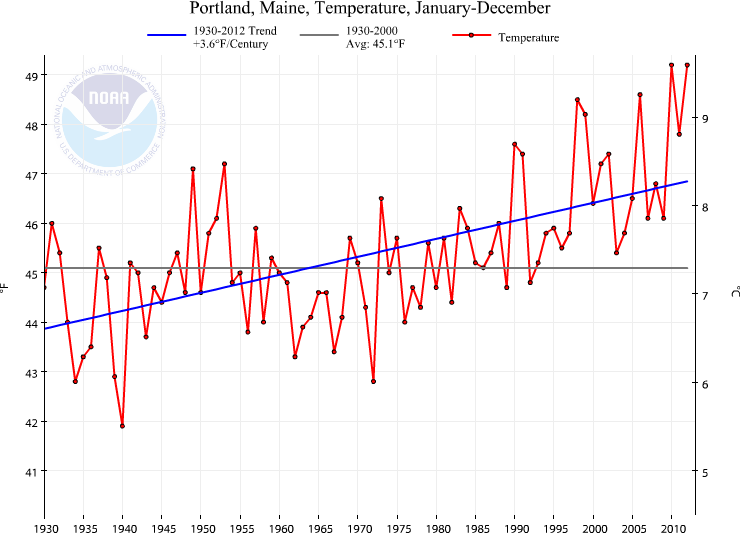 Portland, Maine, Temperature, January-December
1930-2012 Trend
+3.6°F/Century
1930-2000
Avg: 45.1°F
Temperature
NATIONAL OCEANIC AND ATMOSPHERIC ADMINISTRATION
NOAA
U.S. DEPARTMENT OF COMMERCE
49
48
47
46
45
44
43
42
41
°F
9
8
7
6
5
°C
1930 1935 1940 1945 1950 1955 1960 1965 1970 1975 1980 1985 1990 1995 2000 2005 2010